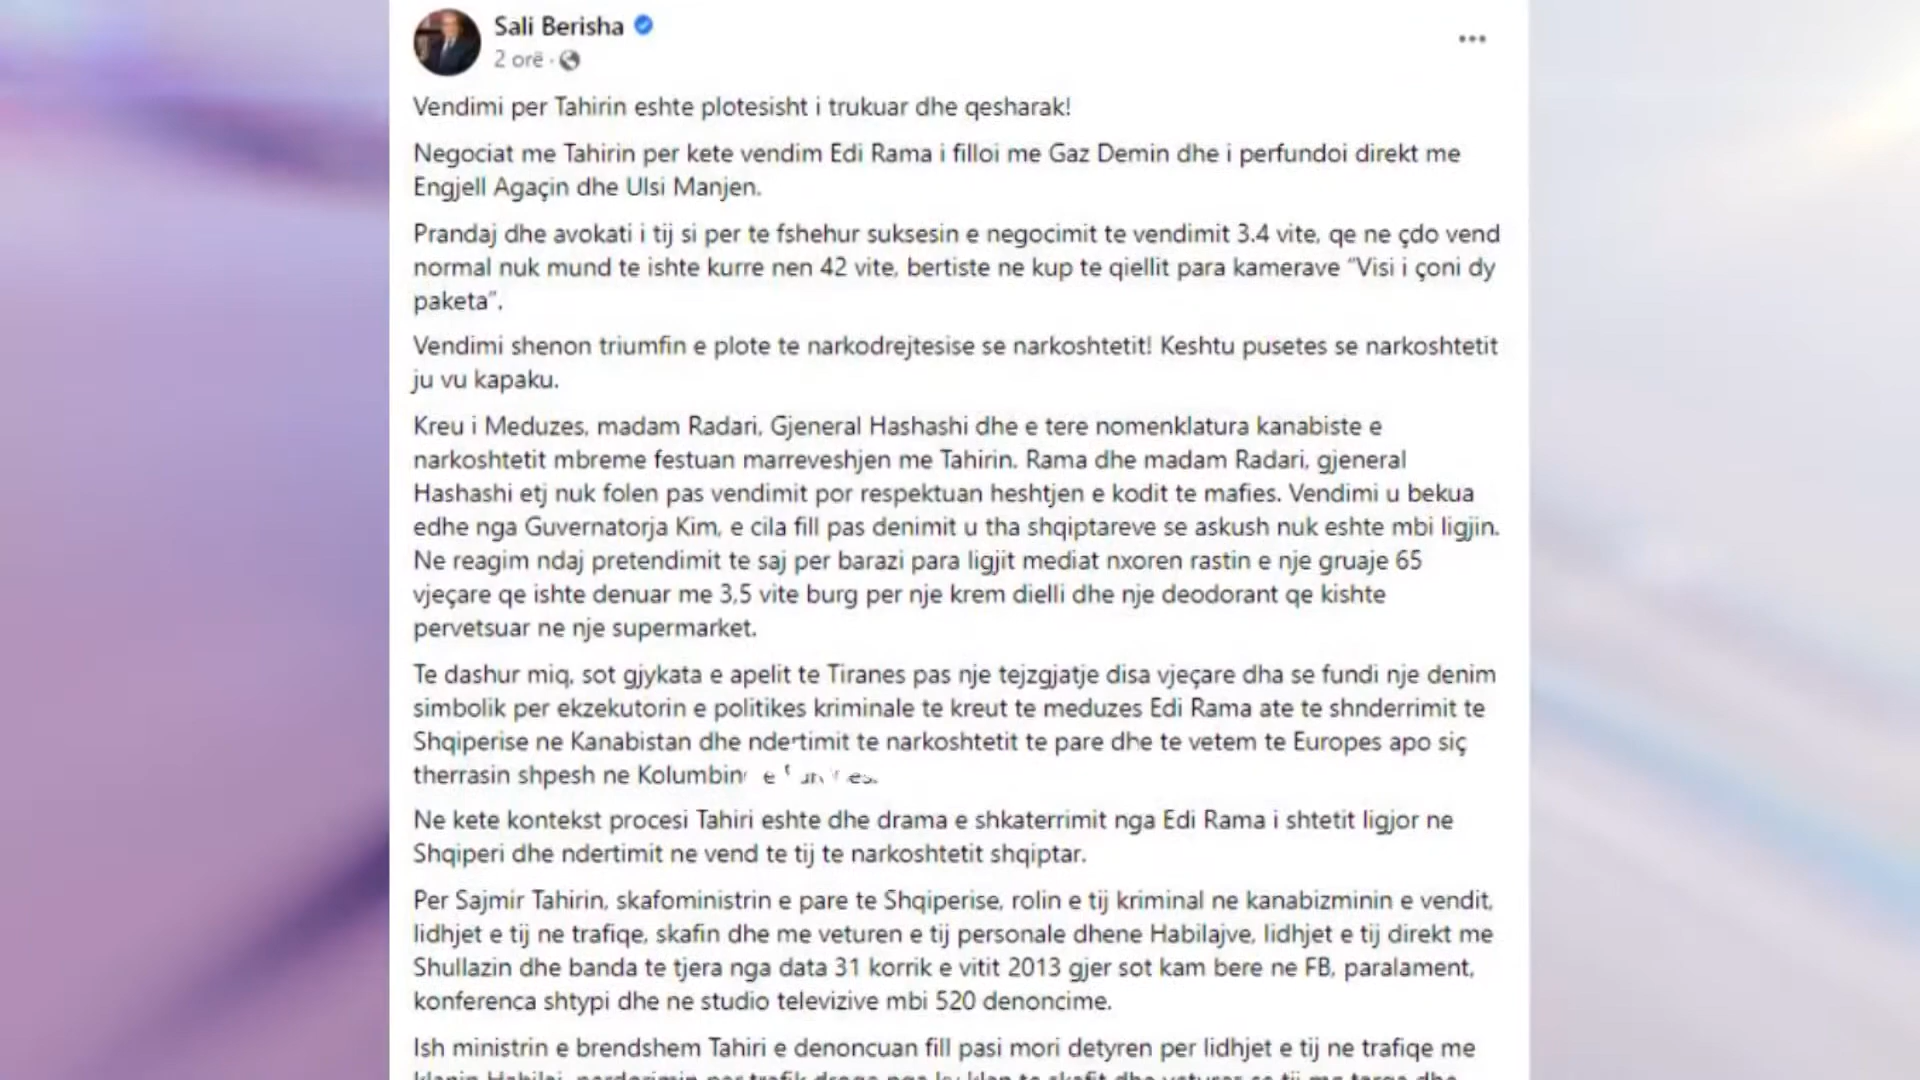 Sali Berisha
2 orë ·
Vendimi per Tahirin eshte plotesisht i trukuar dhe qesharak!
Negociat me Tahirin per kete vendim Edi Rama i filloi me Gaz Demin dhe i perfundoi direkt me
Engjell Agaçin dhe Ulsi Manjen.
Prandaj dhe avokati i tij si per te fshehur suksesin e negocimit te vendimit 3.4 vite, qe ne çdo vend
normal nuk mund te ishte kurre nen 42 vite, bertiste ne kup te qiellit para kamerave “Visi i çoni dy
paketa”.
Vendimi shenon triumfin e plote te narkodrejtesise se narkoshtetit! Keshtu pusetes se narkoshtetit
ju vu kapaku.
Kreu i Meduzes, madam Radari, Gjeneral Hashashi dhe e tere nomenklatura kanabiste e
narkoshtetit mbreme festuan marreveshjen me Tahirin. Rama dhe madam Radari, gjeneral
Hashashi etj nuk folen pas vendimit por respektuan heshtjen e kodit te mafies. Vendimi u bekua
edhe nga Guvernatorja Kim, e cila fill pas denimit u tha shqiptareve se askush nuk eshte mbi ligjin.
Ne reagim ndaj pretendimit te saj per barazi para ligjit mediat nxoren rastin e nje gruaje 65
vjeçare qe ishte denuar me 3,5 vite burg per nje krem dielli dhe nje deodorant qe kishte
pervetsuar ne nje supermarket.
Te dashur miq, sot gjykata e apelit te Tiranes pas nje tejzgjatje disa vjeçare dha se fundi nje denim
simbolik per ekzekutorin e politikes kriminale te kreut te meduzes Edi Rama ate te shnderrimit te
Shqiperise ne Kanabistan dhe ndertimit te narkoshtetit te pare dhe te vetem te Europes apo siç
therrasin shpesh ne
Ne kete kontekst procesi Tahiri eshte dhe drama e shkaterrimit nga Edi Rama i shtetit ligjor ne
Shqiperi dhe ndertimit ne vend te tij te narkoshtetit shqiptar.
Per Sajmir Tahirin, skafoministrin e pare te Shqiperise, rolin e tij kriminal ne kanabizminin e vendit,
lidhjet e tij ne trafiqe, skafin dhe me veturen e tij personale dhene Habilajve, lidhjet e tij direkt me
Shullazin dhe banda te tjera nga data 31 korrik e vitit 2013 gjer sot kam bere ne FB, paralament,
konferenca shtypi dhe ne studio televizive mbi 520 denoncime.
Ish ministrin e brendshem Tahiri e denoncuan fill pasi mori detyren per lidhjet e tij ne trafiqe me